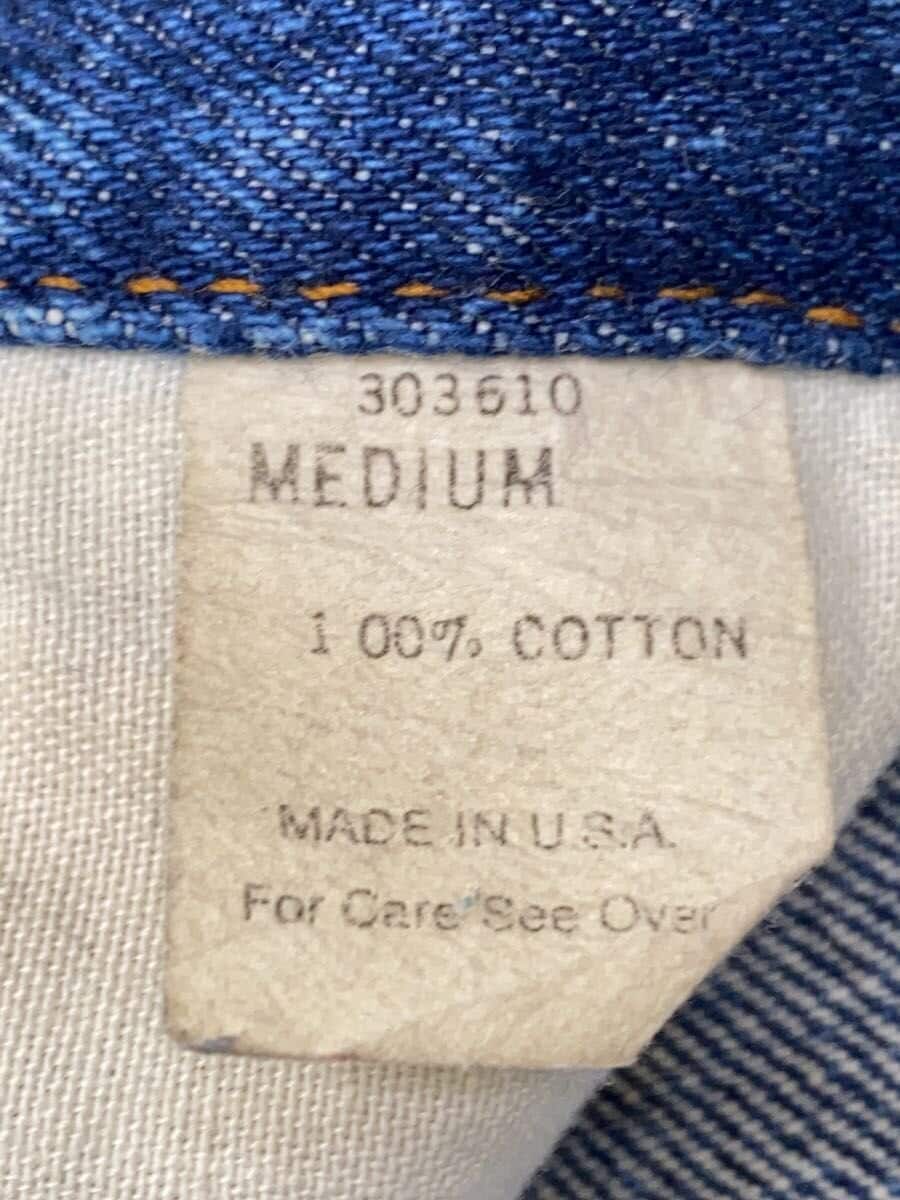 303610
MEDIUM
100% COTTON
MADE IN U.S.A.
For Care See Over